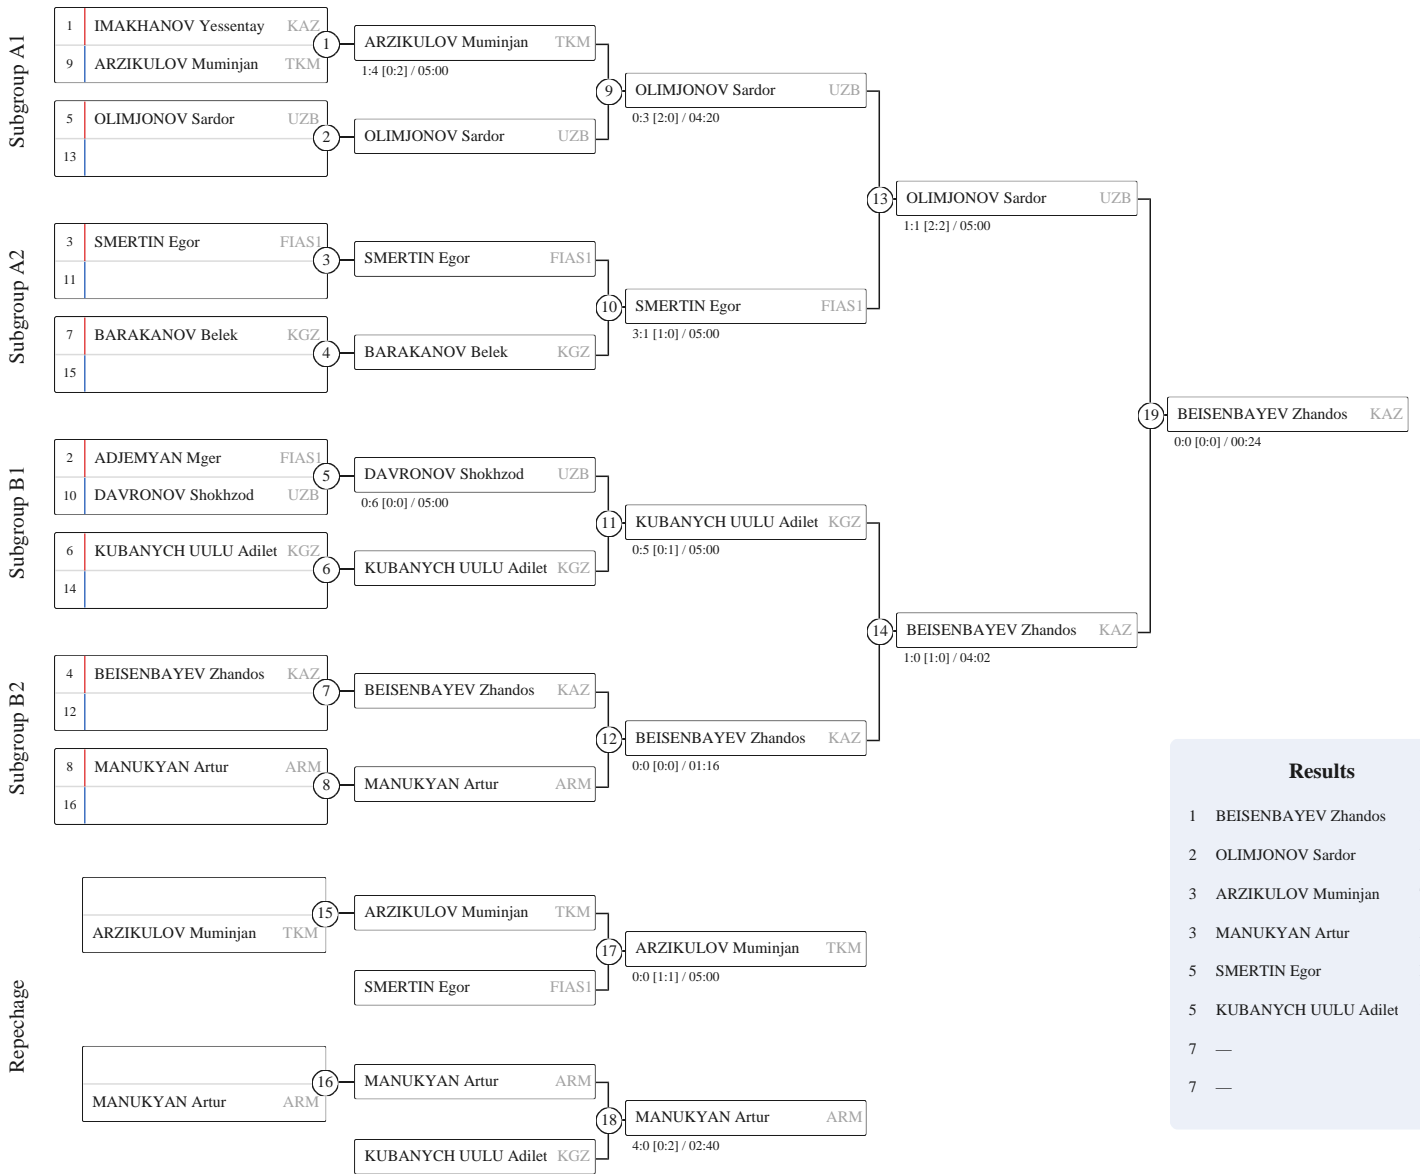 Subgroup A1
1 IMAKHANOV Yessentay KAZ
9 ARZIKULOV Muminjan TKM
1
5 OLIMJONOV Sardor UZB
13
2
ARZIKULOV Muminjan TKM
1:4 [0:2] / 05:00
OLIMJONOV Sardor UZB
9
OLIMJONOV Sardor UZB
0:3 [2:0] / 04:20
Subgroup A2
3 SMERTIN Egor FIAS1
11
3
7 BARAKANOV Belek KGZ
15
4
SMERTIN Egor FIAS1
BARAKANOV Belek KGZ
10
SMERTIN Egor FIAS1
3:1 [1:0] / 05:00
13
OLIMJONOV Sardor UZB
1:1 [2:2] / 05:00
Subgroup B1
2 ADJEMYAN Mger FIAS1
10 DAVRONOV Shokhzod UZB
5
6 KUBANYCH UULU Adilet KGZ
14
6
DAVRONOV Shokhzod UZB
0:6 [0:0] / 05:00
KUBANYCH UULU Adilet KGZ
11
KUBANYCH UULU Adilet KGZ
0:5 [0:1] / 05:00
Subgroup B2
4 BEISENBAYEV Zhandos KAZ
12
7
8 MANUKYAN Artur ARM
16
8
BEISENBAYEV Zhandos KAZ
MANUKYAN Artur ARM
12
BEISENBAYEV Zhandos KAZ
0:0 [0:0] / 01:16
14
BEISENBAYEV Zhandos KAZ
1:0 [1:0] / 04:02
19
BEISENBAYEV Zhandos KAZ
0:0 [0:0] / 00:24
Repechage
ARZIKULOV Muminjan TKM
15
ARZIKULOV Muminjan TKM
SMERTIN Egor FIAS1
17
ARZIKULOV Muminjan TKM
0:0 [1:1] / 05:00
MANUKYAN Artur ARM
16
MANUKYAN Artur ARM
KUBANYCH UULU Adilet KGZ
18
MANUKYAN Artur ARM
4:0 [0:2] / 02:40
Results
1 BEISENBAYEV Zhandos
2 OLIMJONOV Sardor
3 ARZIKULOV Muminjan
3 MANUKYAN Artur
5 SMERTIN Egor
5 KUBANYCH UULU Adilet
7 —
7 —